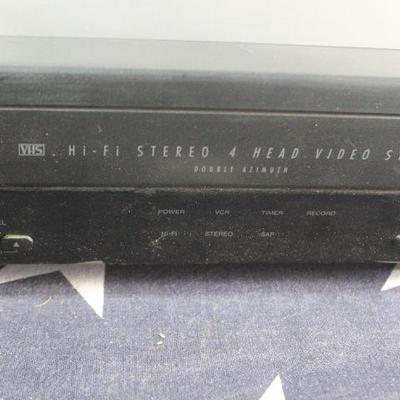 VHS Hi-Fi STEREO 4 HEAD VIDEO
DOUBLE AZIMUTH
POWER VCR TIMER RECORD
Hi-Fi STEREO SAP